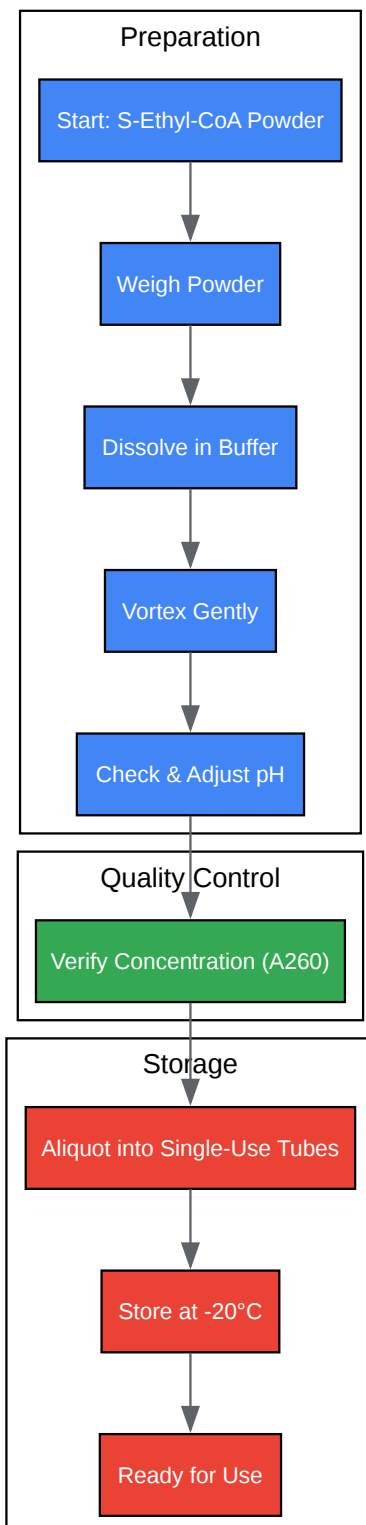 Preparation
Start: S-Ethyl-CoA Powder
Weigh Powder
Dissolve in Buffer
Vortex Gently
Check & Adjust pH
Quality Control
Verify Concentration (A260)
Storage
Aliquot into Single-Use Tubes
Store at -20°C
Ready for Use